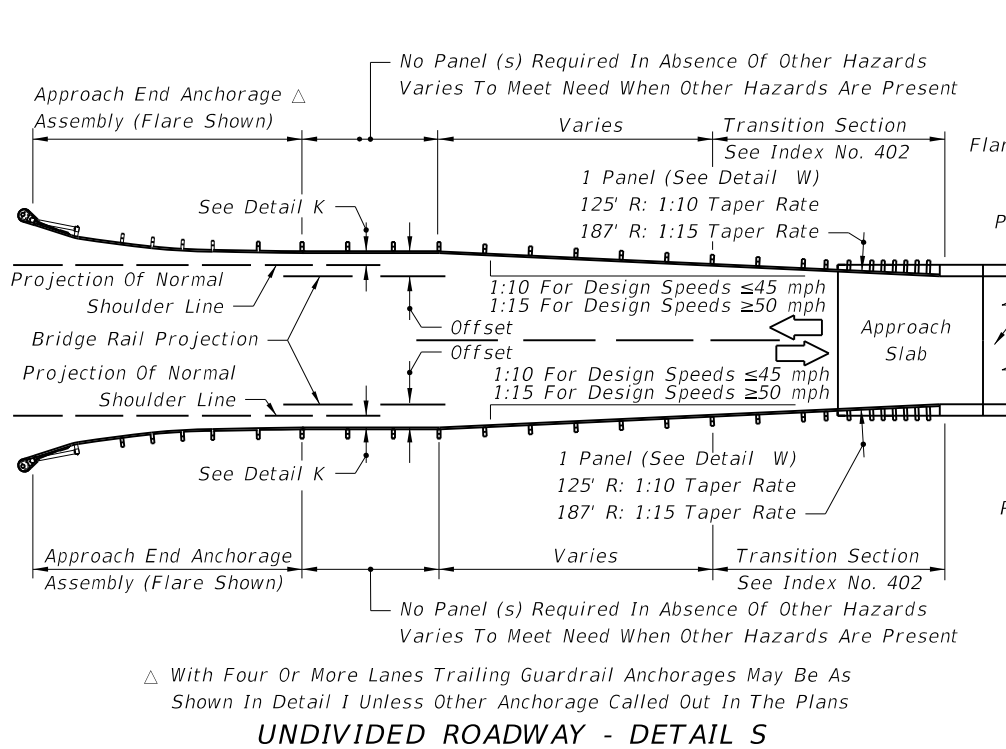 No Panel (s) Required In Absence Of Other Hazards
Varies To Meet Need When Other Hazards Are Present
Approach End Anchorage △
Assembly (Flare Shown)
Varies
Transition Section
See Index No. 402
Flar
1 Panel (See Detail W)
125' R: 1:10 Taper Rate
187' R: 1:15 Taper Rate
P
See Detail K
Projection Of Normal
Shoulder Line
1:10 For Design Speeds ≤45 mph
1:15 For Design Speeds ≥50 mph
Bridge Rail Projection
Offset
Offset
Approach
Slab
Projection Of Normal
Shoulder Line
1:10 For Design Speeds ≤45 mph
1:15 For Design Speeds ≥50 mph
See Detail K
1 Panel (See Detail W)
125' R: 1:10 Taper Rate
187' R: 1:15 Taper Rate
Approach End Anchorage
Assembly (Flare Shown)
Varies
Transition Section
See Index No. 402
No Panel (s) Required In Absence Of Other Hazards
Varies To Meet Need When Other Hazards Are Present
△ With Four Or More Lanes Trailing Guardrail Anchorages May Be As
Shown In Detail I Unless Other Anchorage Called Out In The Plans
UNDIVIDED ROADWAY - DETAIL S